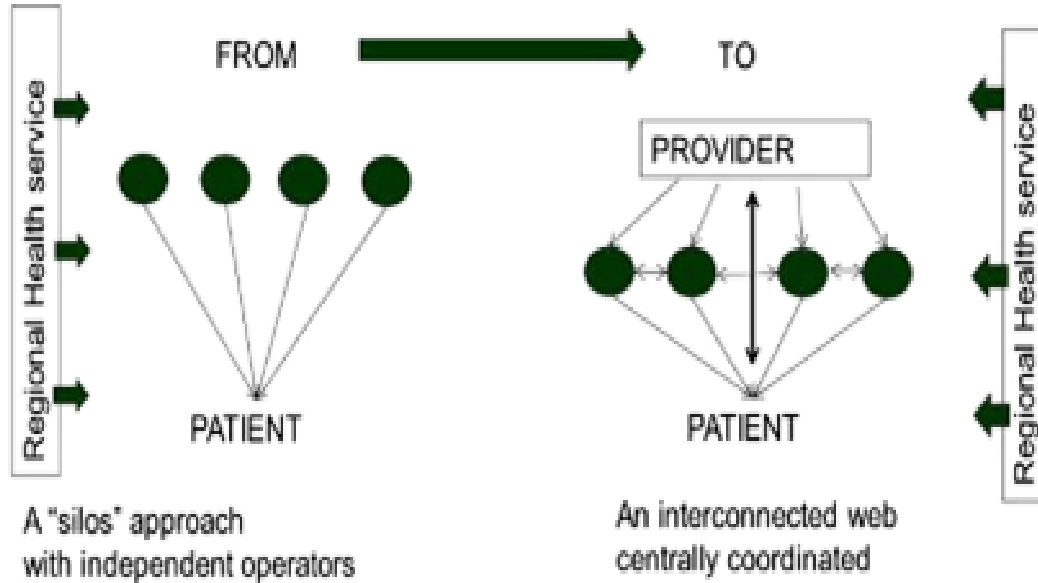 Regional Health service
FROM
TO
PROVIDER
PATIENT
A "silos" approach
with independent operators
PATIENT
An interconnected web
centrally coordinated
Regional Health service